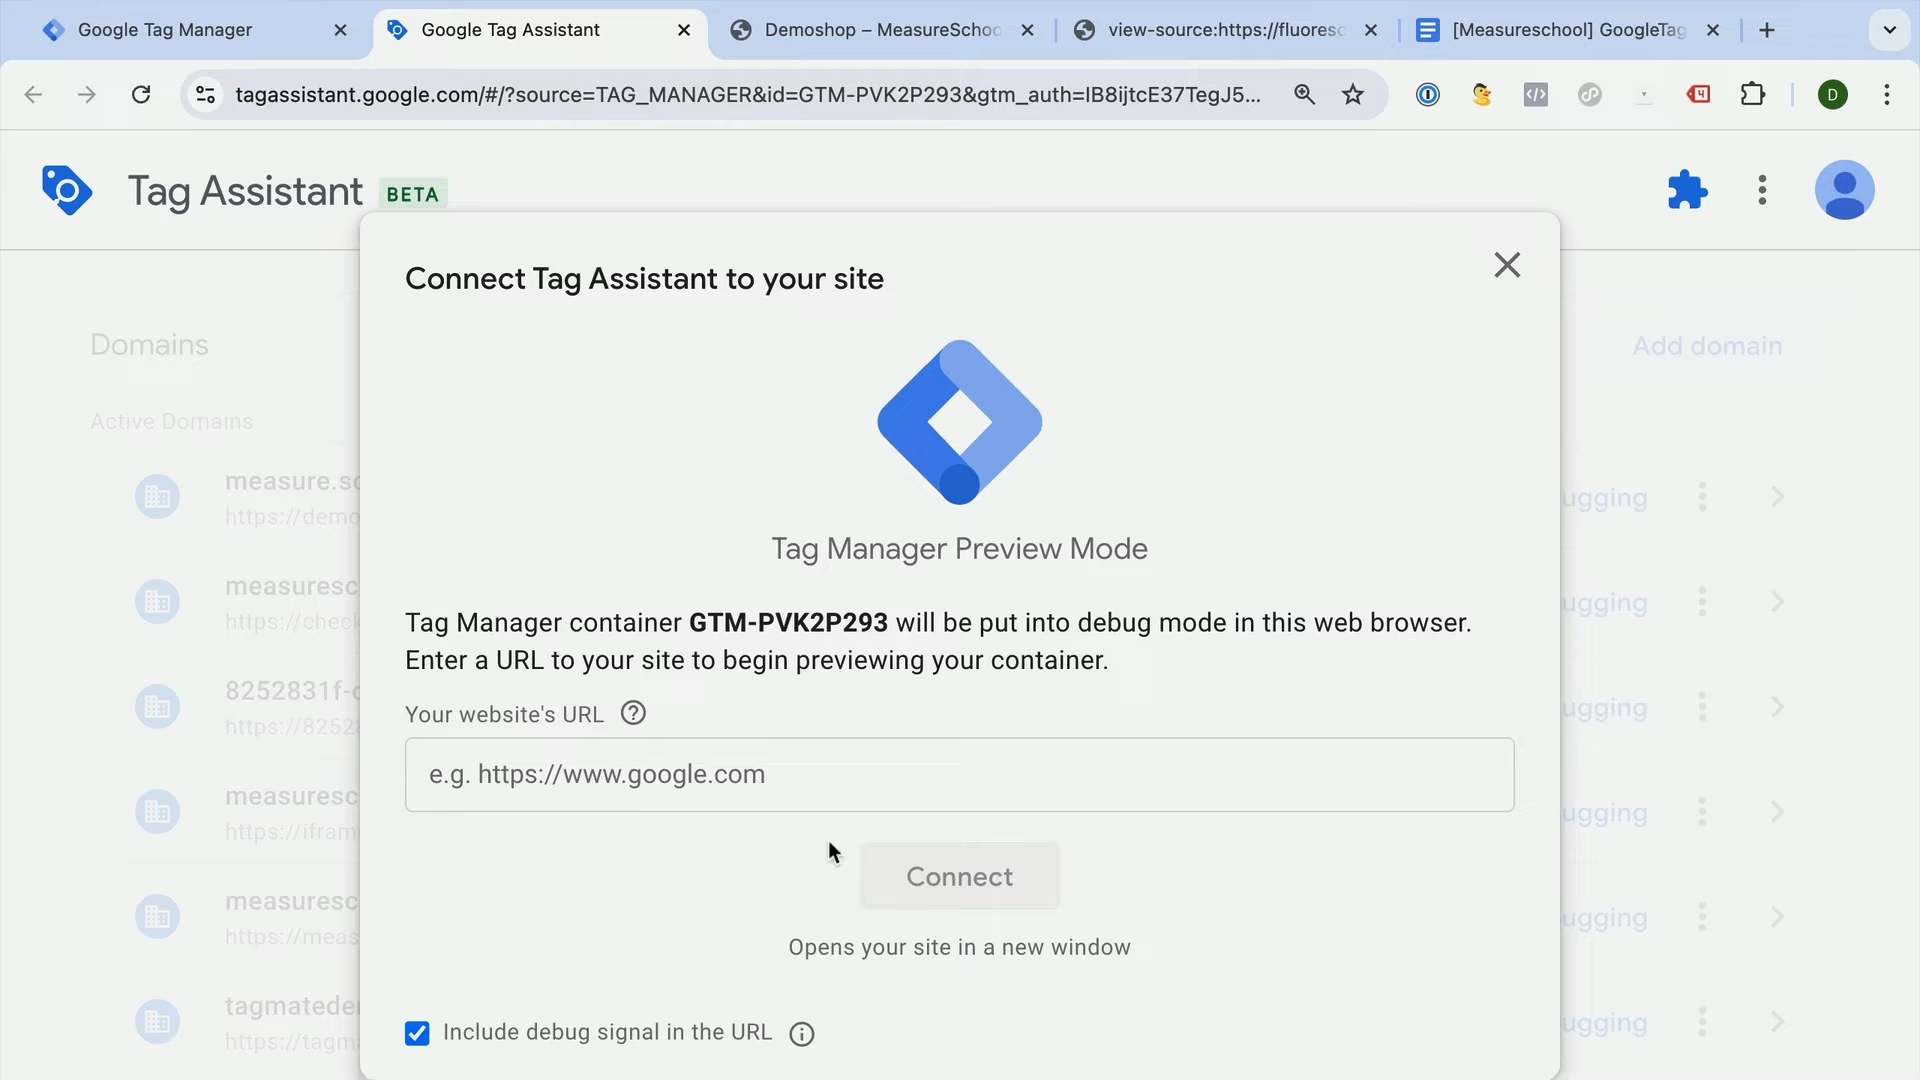 Google Tag Manager
Google Tag Assistant
Demoshop – MeasureSchoo
view-source:https://fluoresc
[Measureschool] GoogleTag
tagassistant.google.com/#/?source=TAG_MANAGER&id=GTM-PVK2P293&gtm_auth=IB8ijtcE37TegJ5...
4
D
Tag Assistant BETA
Connect Tag Assistant to your site
Domains
Add domain
Active Domains
measure.sc
https://demo
ugging
Tag Manager Preview Mode
measuresc
https://check
ugging
Tag Manager container GTM-PVK2P293 will be put into debug mode in this web browser.
Enter a URL to your site to begin previewing your container.
8252831f-c
https://8252
ugging
Your website's URL
e.g. https://www.google.com
measuresc
https://ifram
ugging
Connect
measuresc
https://meas
ugging
Opens your site in a new window
tagmateder
https://tagm
ugging
Include debug signal in the URL